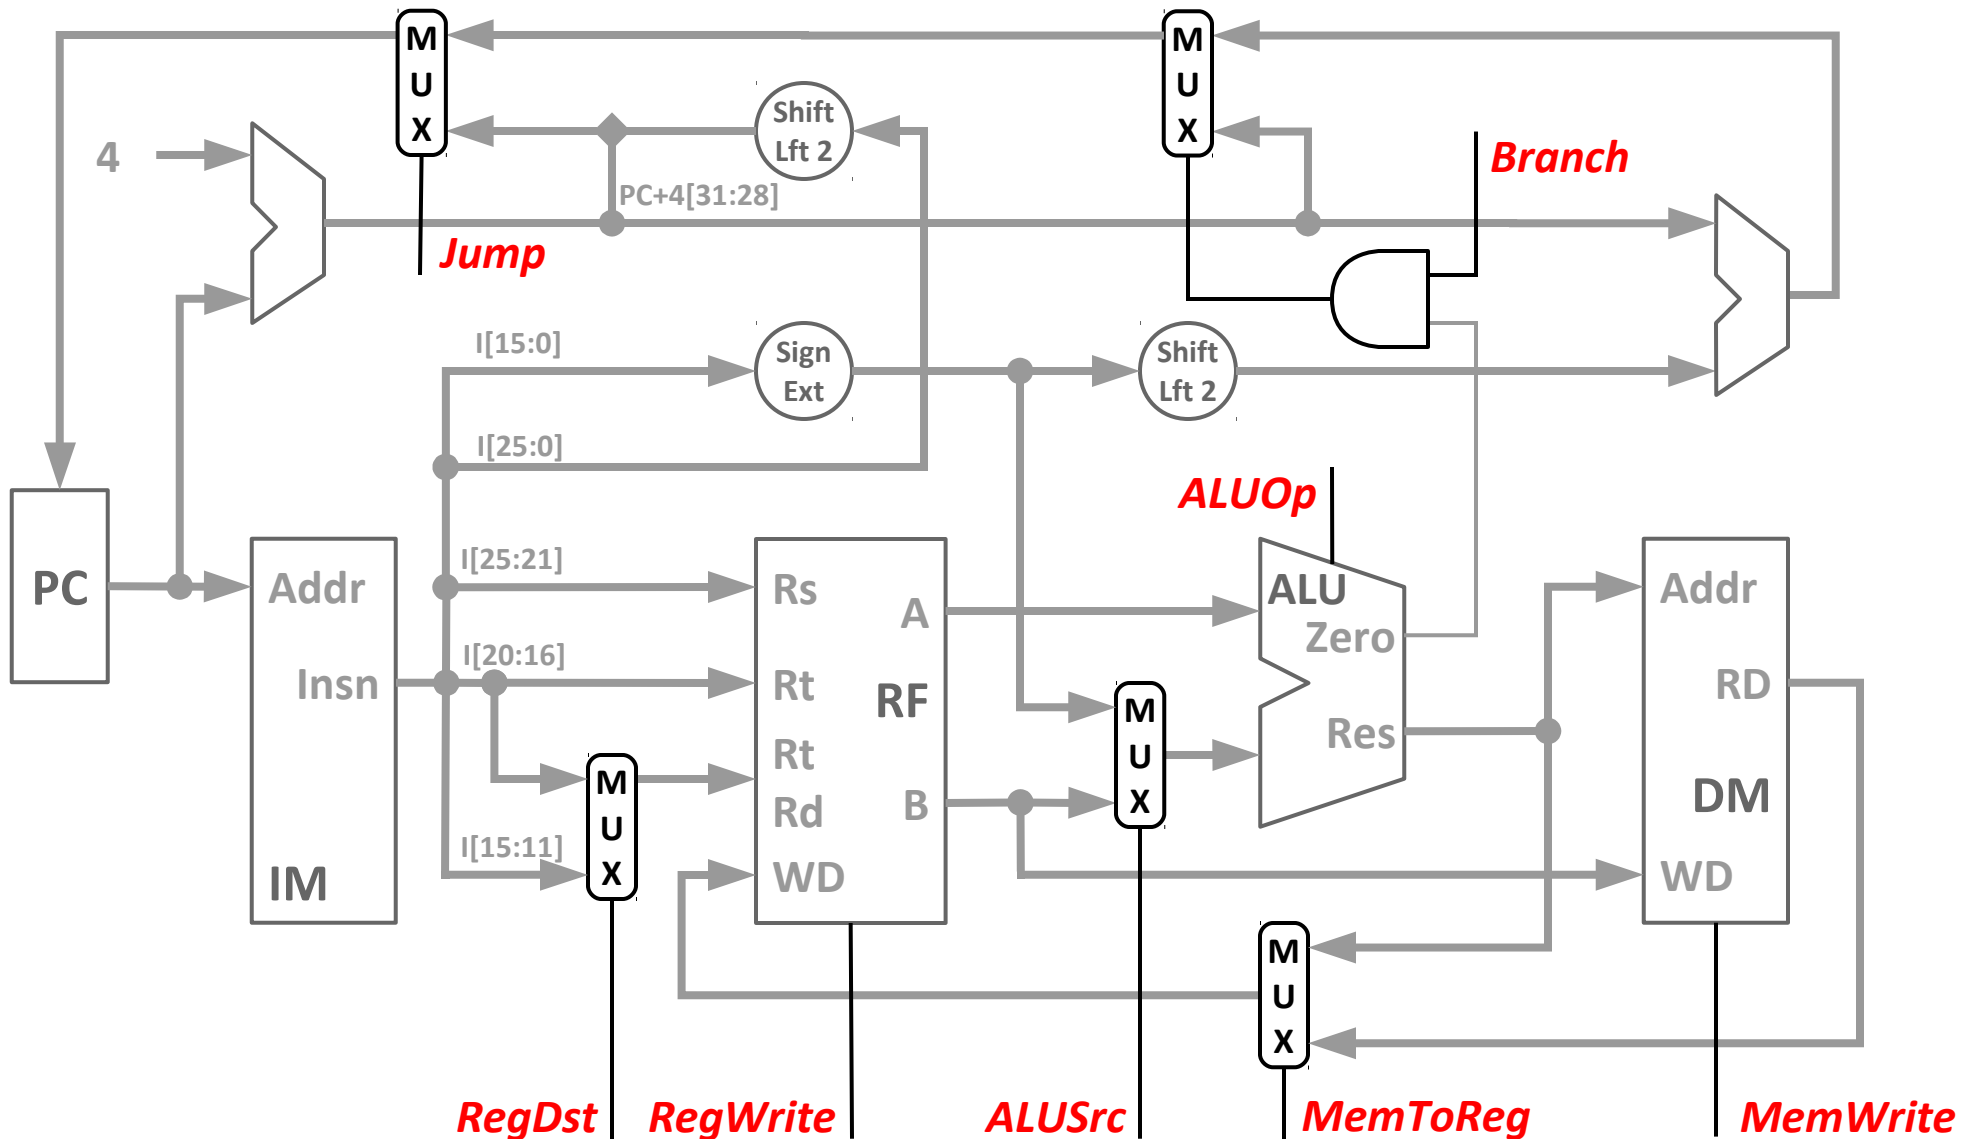 M
U
X
M
U
X
Shift
Lft 2
4
Branch
PC+4[31:28]
Jump
I[15:0]
Sign
Ext
Shift
Lft 2
I[25:0]
ALUOp
I[25:21]
PC
Addr
Rs
A
ALU
Zero
Addr
I[20:16]
Insn
Rt
RF
M
U
X
RD
Res
Rt
M
U
X
Rd
B
DM
I[15:11]
IM
WD
WD
M
U
X
RegDst
RegWrite
ALUSrc
MemToReg
MemWrite